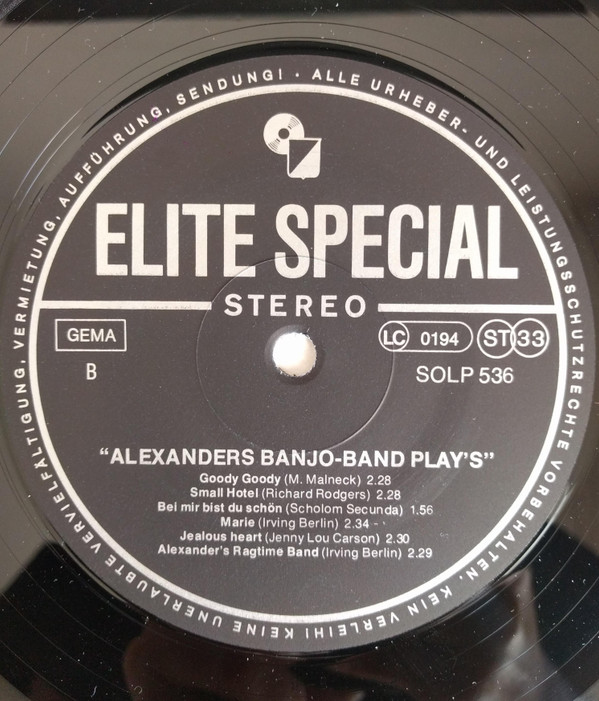 ALLE URHEBER- UND LEISTUNGSSCHUTZRECHTE VORBEHALTEN. KEIN VERLEIH! KEINE UNERLAUBTE VERVIELFÄLTIGUNG, VERMIETUNG, AUFFÜHRUNG, SENDUNG! ·
ELITE SPECIAL
STEREO
GEMA
LC 0194 ST 33
B
SOLP 536
“ALEXANDERS BANJO-BAND PLAY'S”
Goody Goody (M. Malneck) 2.28
Small Hotel (Richard Rodgers) 2.28
Bei mir bist du schön (Scholom Secunda) 1.56
Marie (Irving Berlin) 2.34
Jealous heart (Jenny Lou Carson) 2.30
Alexander's Ragtime Band (Irving Berlin) 2.29